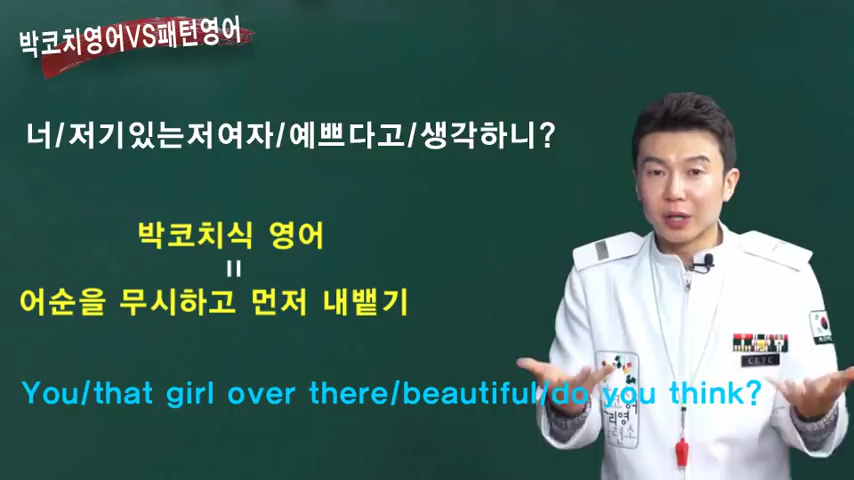 박코치영어VS패턴영어
너/저기있는저여자/예쁘다고/생각하니?
박코치식 영어
=
어순을 무시하고 먼저 내뱉기
You/that girl over there/beautiful/do you think?
CETC